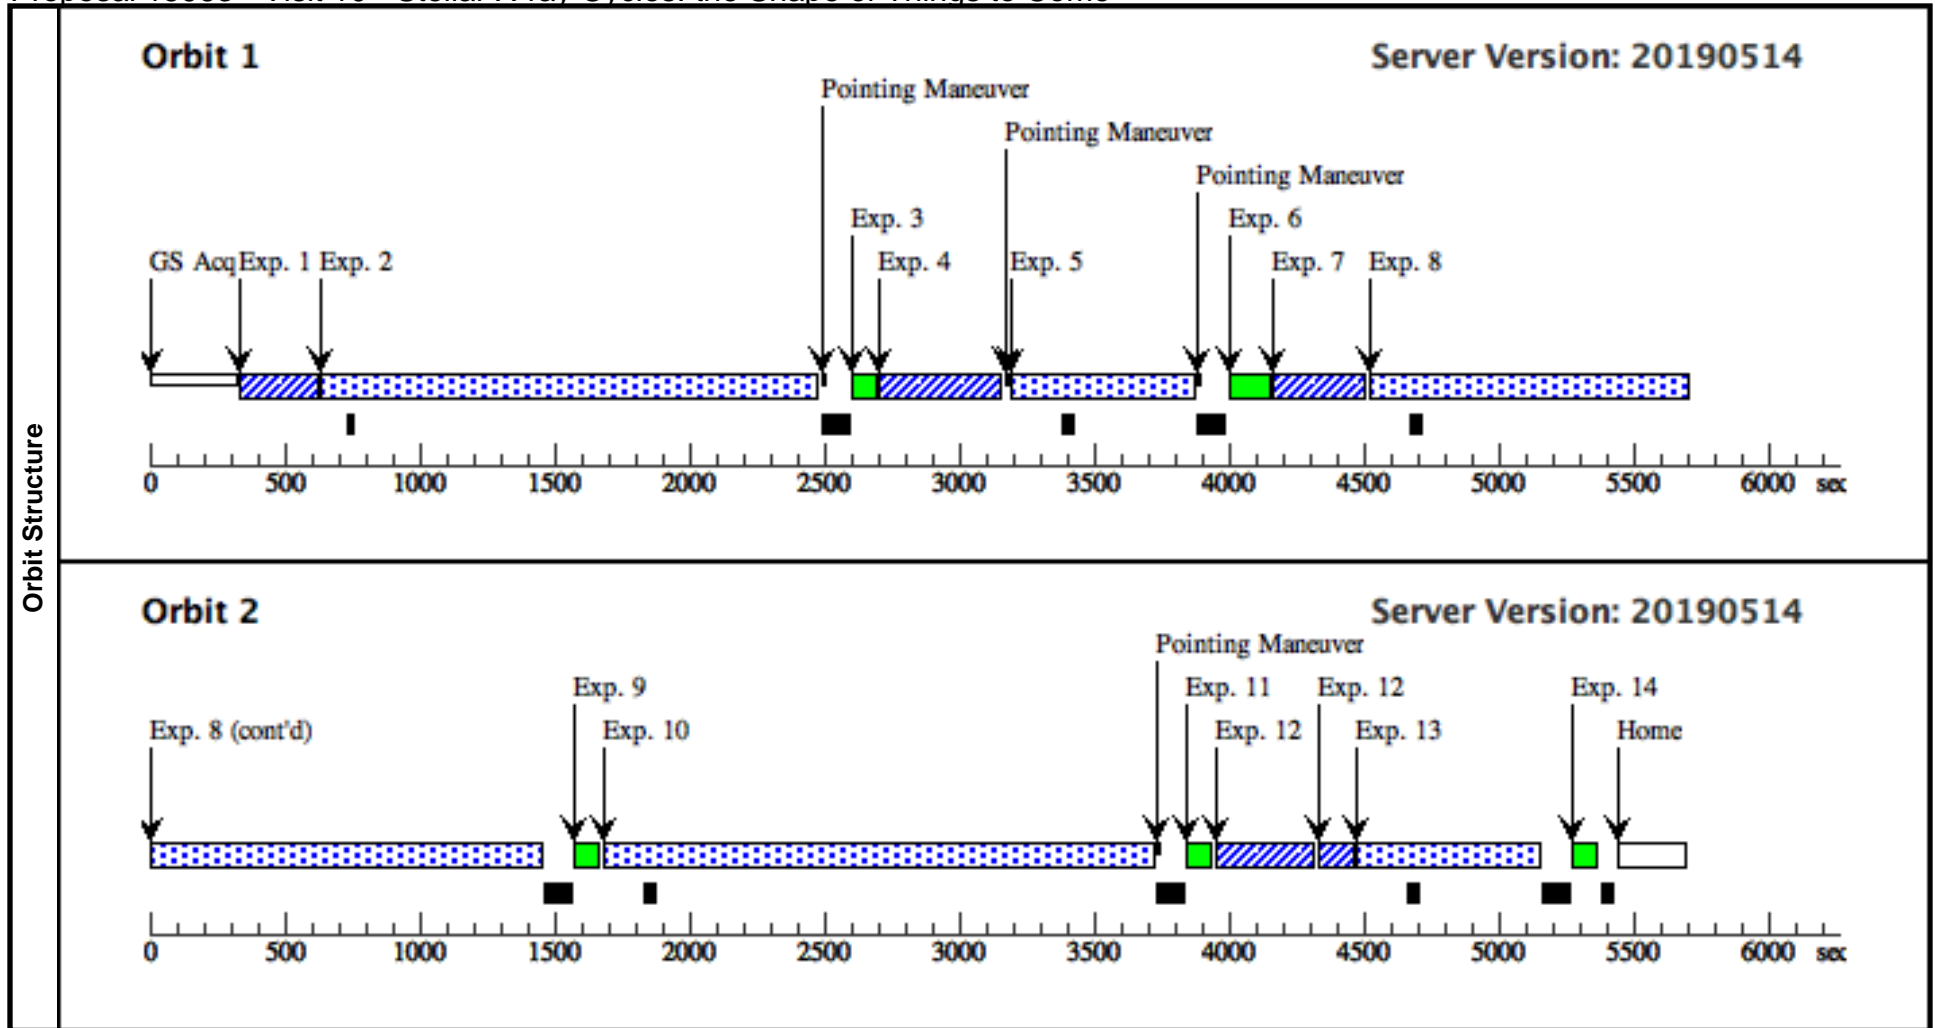 Orbit Structure
Orbit 1
Server Version: 20190514
Pointing Maneuver
Pointing Maneuver
Pointing Maneuver
Exp. 3
Exp. 6
GS Acq
Exp. 1
Exp. 2
Exp. 4
Exp. 5
Exp. 7
Exp. 8
0 500 1000 1500 2000 2500 3000 3500 4000 4500 5000 5500 6000 sec
Orbit 2
Server Version: 20190514
Pointing Maneuver
Exp. 9
Exp. 11
Exp. 12
Exp. 14
Exp. 8 (cont'd)
Exp. 10
Exp. 12
Exp. 13
Home
0 500 1000 1500 2000 2500 3000 3500 4000 4500 5000 5500 6000 sec